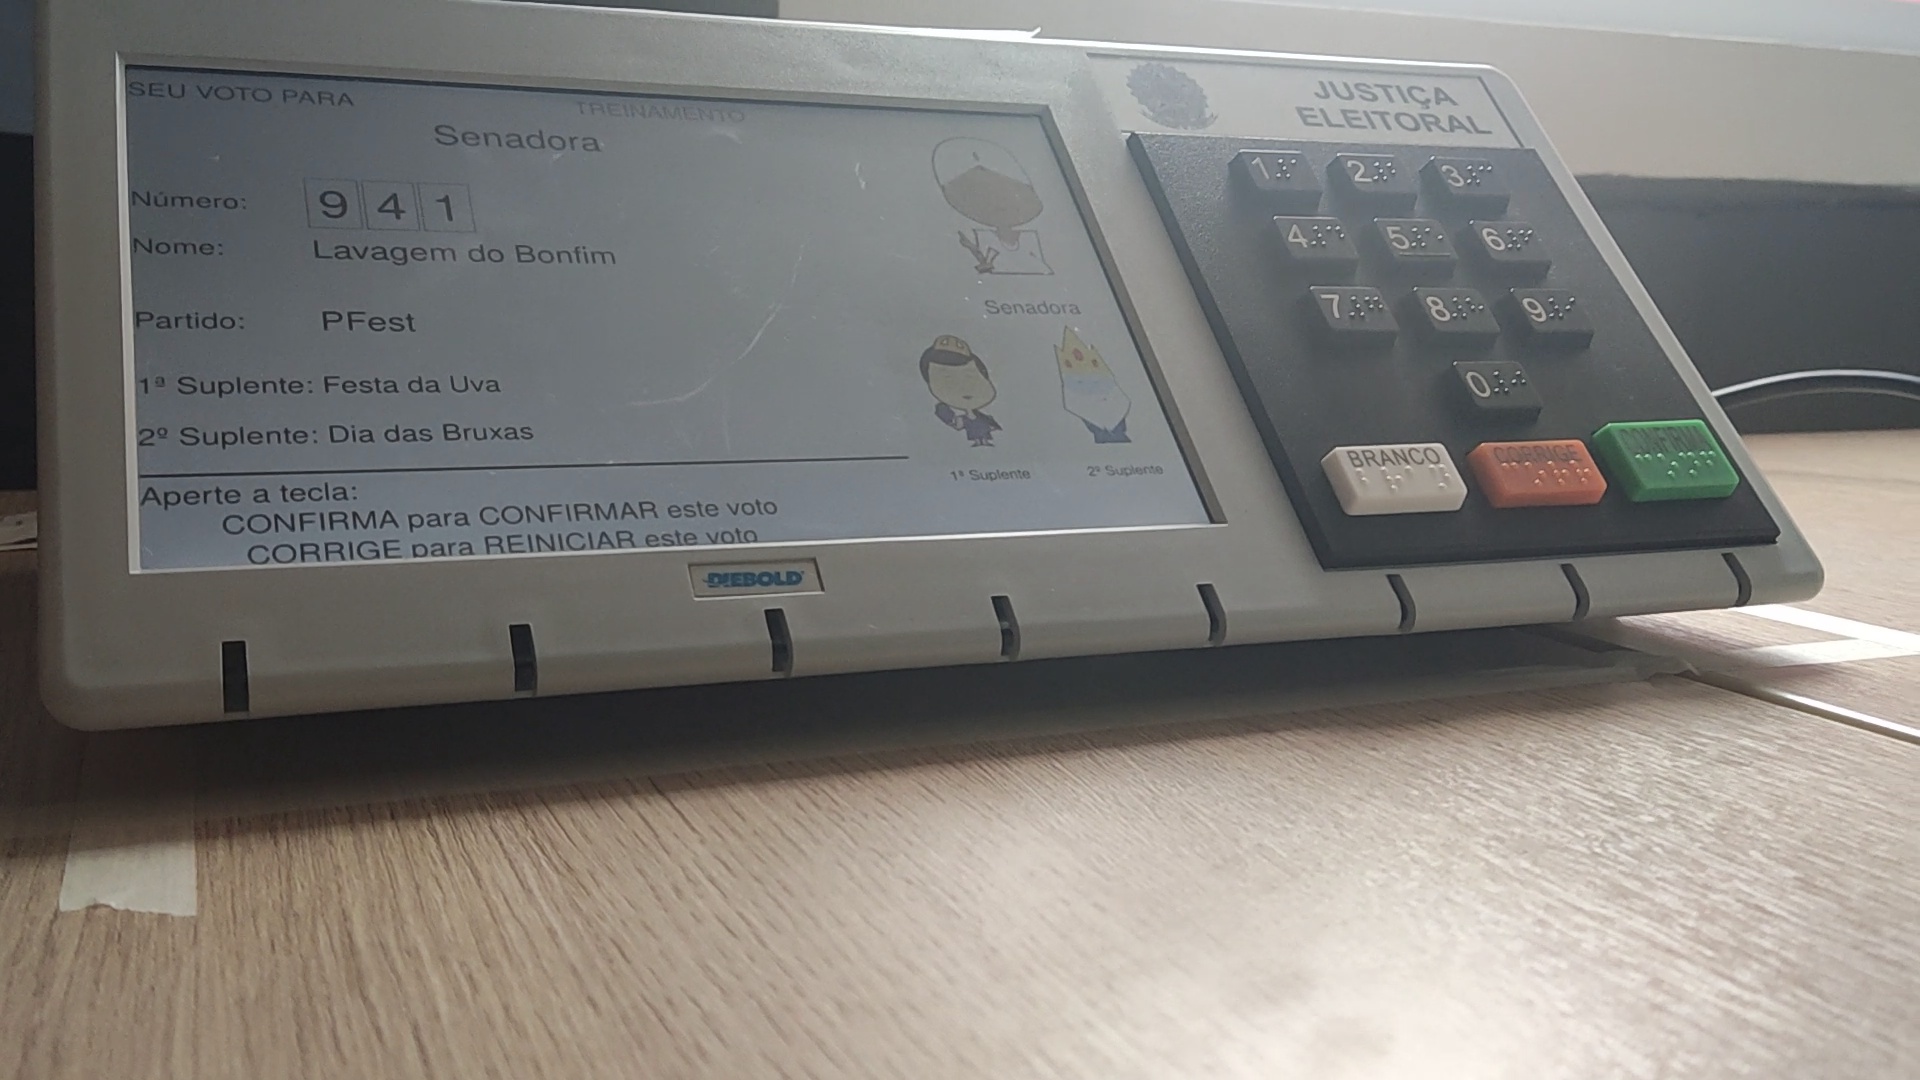 SEU VOTO PARA
TREINAMENTO
Senadora
Número: 9 4 1
Nome: Lavagem do Bonfim
Partido: PFest
1ª Suplente: Festa da Uva
2º Suplente: Dia das Bruxas
Senadora
1ª Suplente
2º Suplente
Aperte a tecla:
CONFIRMA para CONFIRMAR este voto
CORRIGE para REINICIAR este voto
DIEBOLD
JUSTIÇA
ELEITORAL
1 2 3
4 5 6
7 8 9
0
BRANCO CORRIGE CONFIRMA